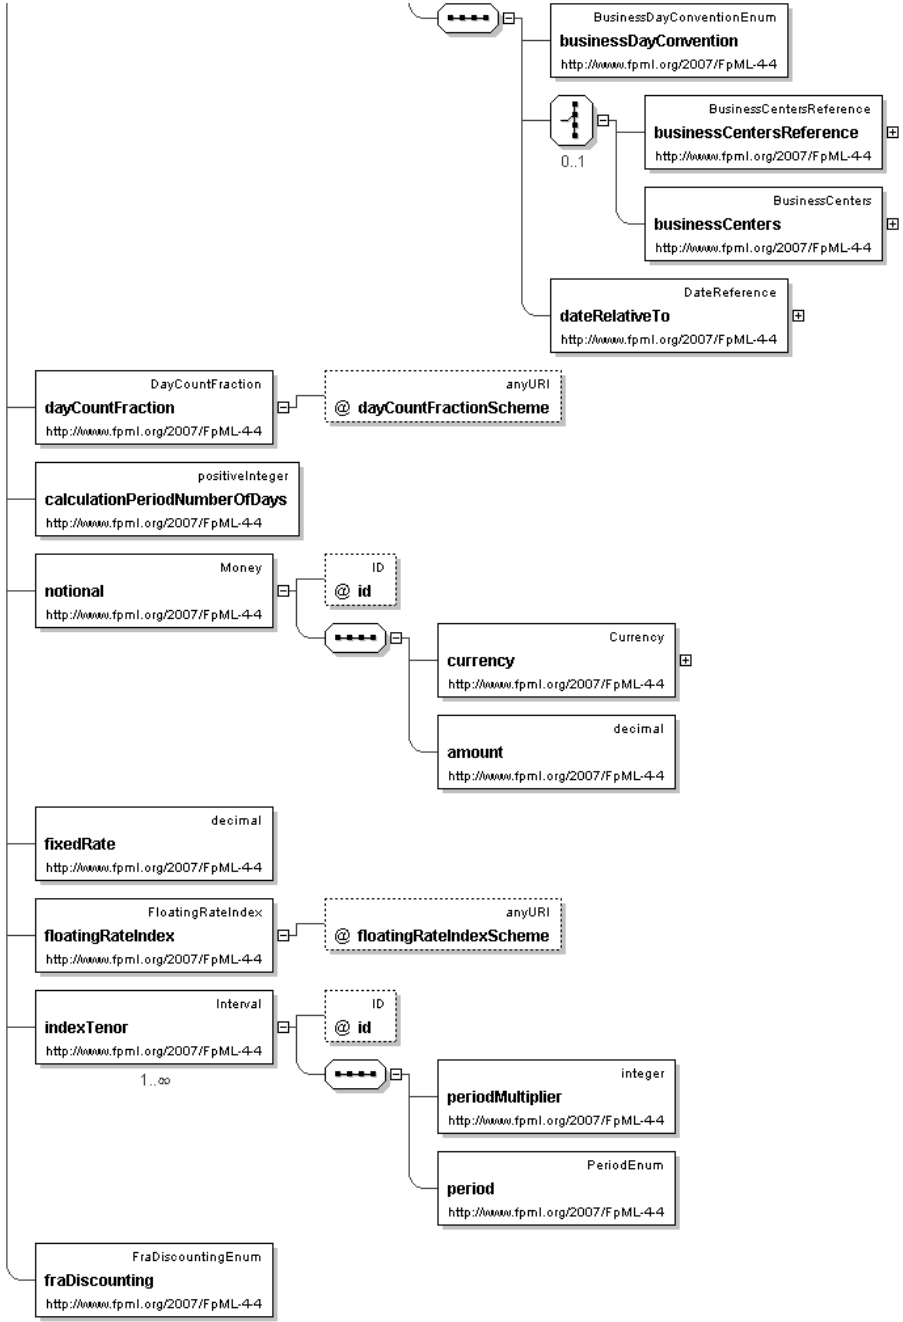 BusinessDayConventionEnum
businessDayConvention
http://www.fpml.org/2007/FpML-4-4
BusinessCentersReference
businessCentersReference
http://www.fpml.org/2007/FpML-4-4
0..1
BusinessCenters
businessCenters
http://www.fpml.org/2007/FpML-4-4
DateReference
dateRelativeTo
http://www.fpml.org/2007/FpML-4-4
DayCountFraction
dayCountFraction
http://www.fpml.org/2007/FpML-4-4
anyURI
@ dayCountFractionScheme
positiveInteger
calculationPeriodNumberOfDays
http://www.fpml.org/2007/FpML-4-4
Money
notional
http://www.fpml.org/2007/FpML-4-4
ID
@ id
Currency
currency
http://www.fpml.org/2007/FpML-4-4
decimal
amount
http://www.fpml.org/2007/FpML-4-4
decimal
fixedRate
http://www.fpml.org/2007/FpML-4-4
FloatingRateIndex
floatingRateIndex
http://www.fpml.org/2007/FpML-4-4
anyURI
@ floatingRateIndexScheme
Interval
indexTenor
http://www.fpml.org/2007/FpML-4-4
1..∞
ID
@ id
integer
periodMultiplier
http://www.fpml.org/2007/FpML-4-4
PeriodEnum
period
http://www.fpml.org/2007/FpML-4-4
FraDiscountingEnum
fraDiscounting
http://www.fpml.org/2007/FpML-4-4